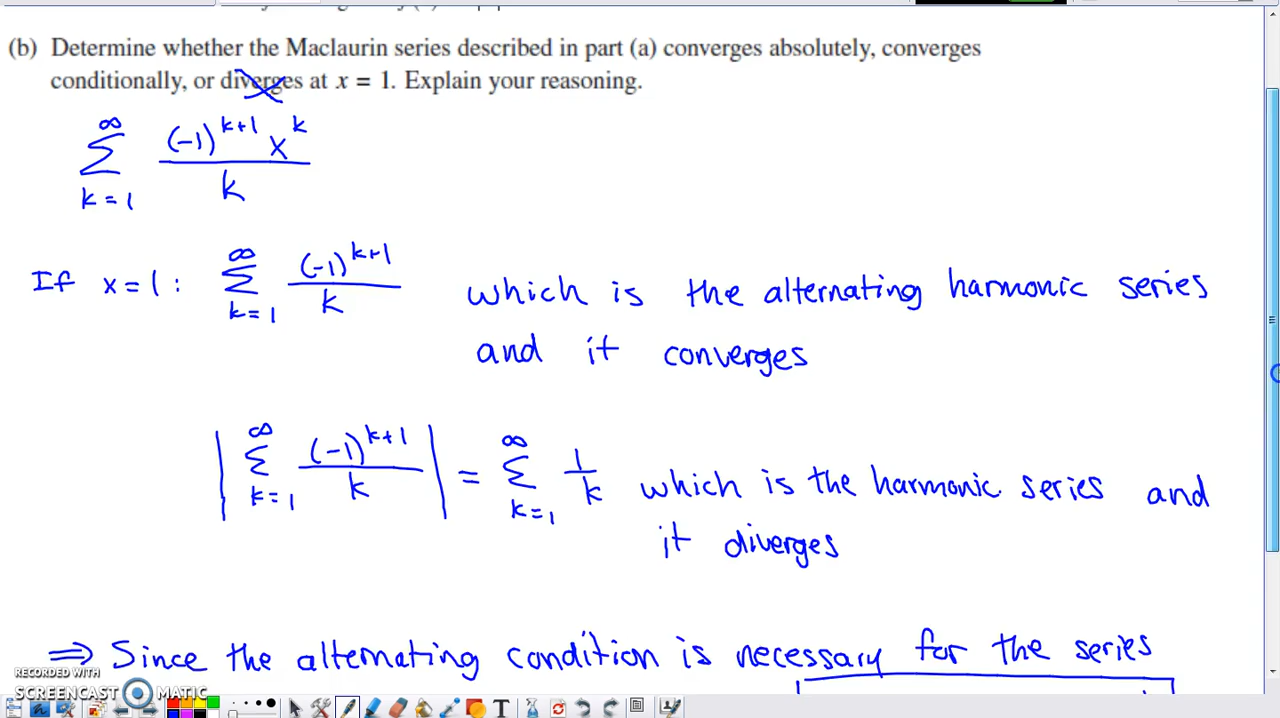 (b) Determine whether the Maclaurin series described in part (a) converges absolutely, converges
conditionally, or diverges at x = 1. Explain your reasoning.
∞ Σ k=1 (-1)^(k+1) x^k / k
If x=1: ∞ Σ k=1 (-1)^(k+1) / k which is the alternating harmonic series
and it converges
| ∞ Σ k=1 (-1)^(k+1) / k | = ∞ Σ k=1 1/k which is the harmonic series and
it diverges
⇒ Since the alternating condition is necessary for the series
RECORDED WITH
SCREENCAST MATIC
T